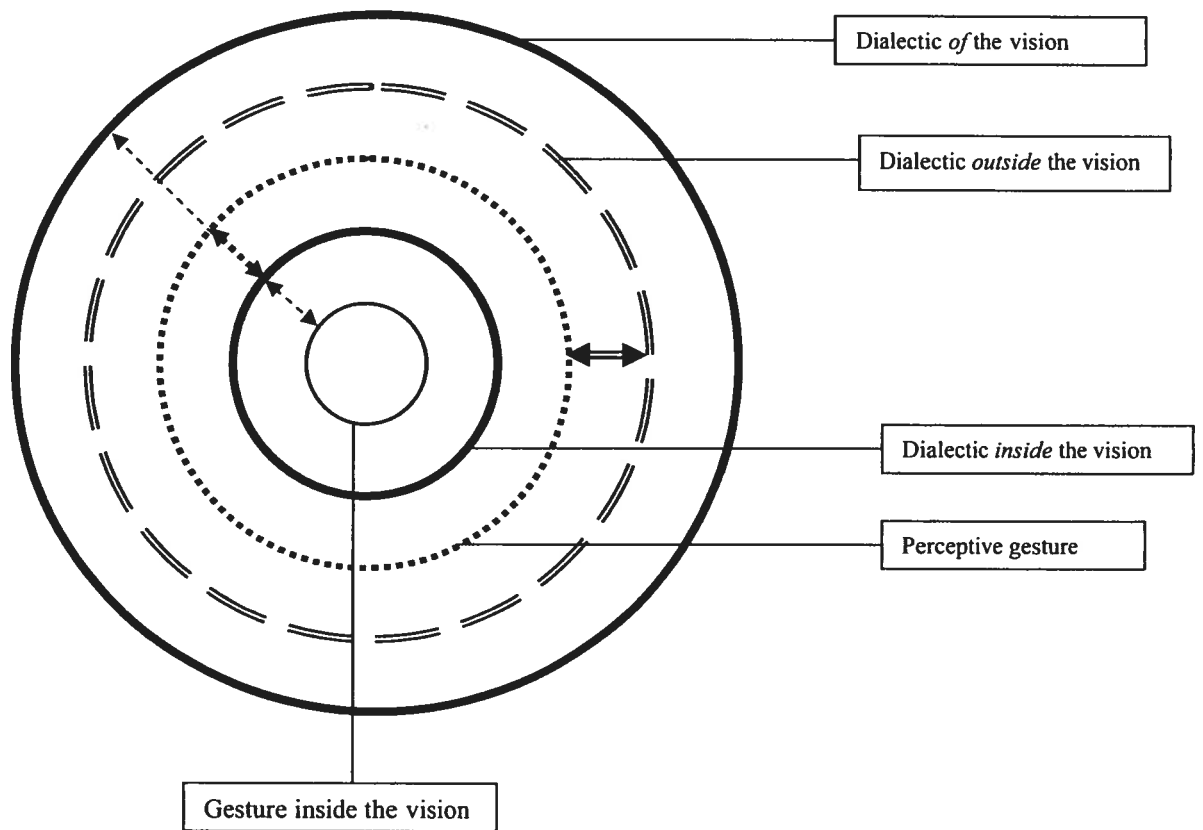 Dialectic of the vision
Dialectic outside the vision
Dialectic inside the vision
Perceptive gesture
Gesture inside the vision